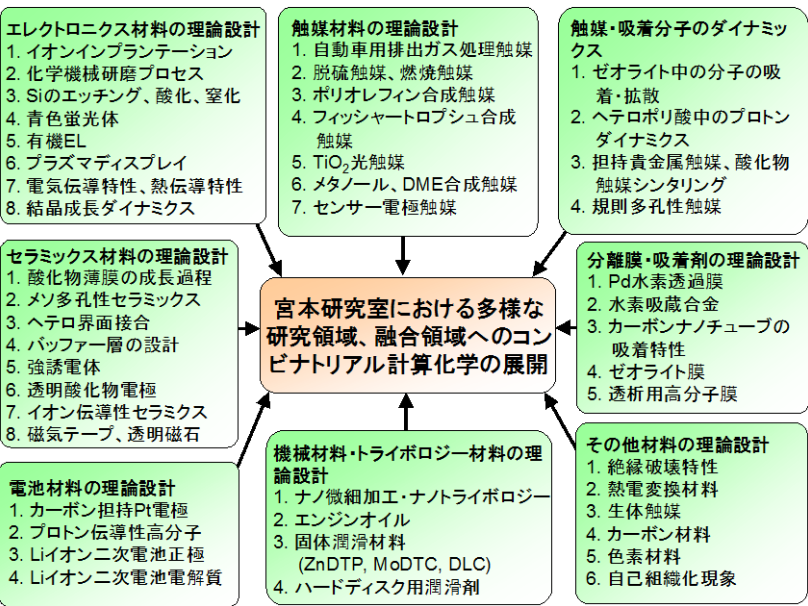 エレクトロニクス材料の理論設計
1. イオンインプランテーション
2. 化学機械研磨プロセス
3. Siのエッチング、酸化、窒化
4. 青色蛍光体
5. 有機EL
6. プラズマディスプレイ
7. 電気伝導特性、熱伝導特性
8. 結晶成長ダイナミクス
触媒材料の理論設計
1. 自動車用排出ガス処理触媒
2. 脱硫触媒、燃焼触媒
3. ポリオレフィン合成触媒
4. フィッシャートロプシュ合成
触媒
5. TiO2光触媒
6. メタノール、DME合成触媒
7. センサー電極触媒
触媒・吸着分子のダイナミッ
クス
1. ゼオライト中の分子の吸
着・拡散
2. ヘテロポリ酸中のプロトン
ダイナミクス
3. 担持貴金属触媒、酸化物
触媒シンタリング
4. 規則多孔性触媒
セラミックス材料の理論設計
1. 酸化物薄膜の成長過程
2. メソ多孔性セラミックス
3. ヘテロ界面接合
4. バッファー層の設計
5. 強誘電体
6. 透明酸化物電極
7. イオン伝導性セラミクス
8. 磁気テープ、透明磁石
宮本研究室における多様な
研究領域、融合領域へのコン
ビナトリアル計算化学の展開
分離膜・吸着剤の理論設計
1. Pd水素透過膜
2. 水素吸蔵合金
3. カーボンナノチューブの
吸着特性
4. ゼオライト膜
5. 透析用高分子膜
電池材料の理論設計
1. カーボン担持Pt電極
2. プロトン伝導性高分子
3. Liイオン二次電池正極
4. Liイオン二次電池電解質
機械材料・トライボロジー材料の理
論設計
1. ナノ微細加工・ナノトライボロジー
2. エンジンオイル
3. 固体潤滑材料
(ZnDTP, MoDTC, DLC)
4. ハードディスク用潤滑剤
その他材料の理論設計
1. 絶縁破壊特性
2. 熱電変換材料
3. 生体触媒
4. カーボン材料
5. 色素材料
6. 自己組織化現象